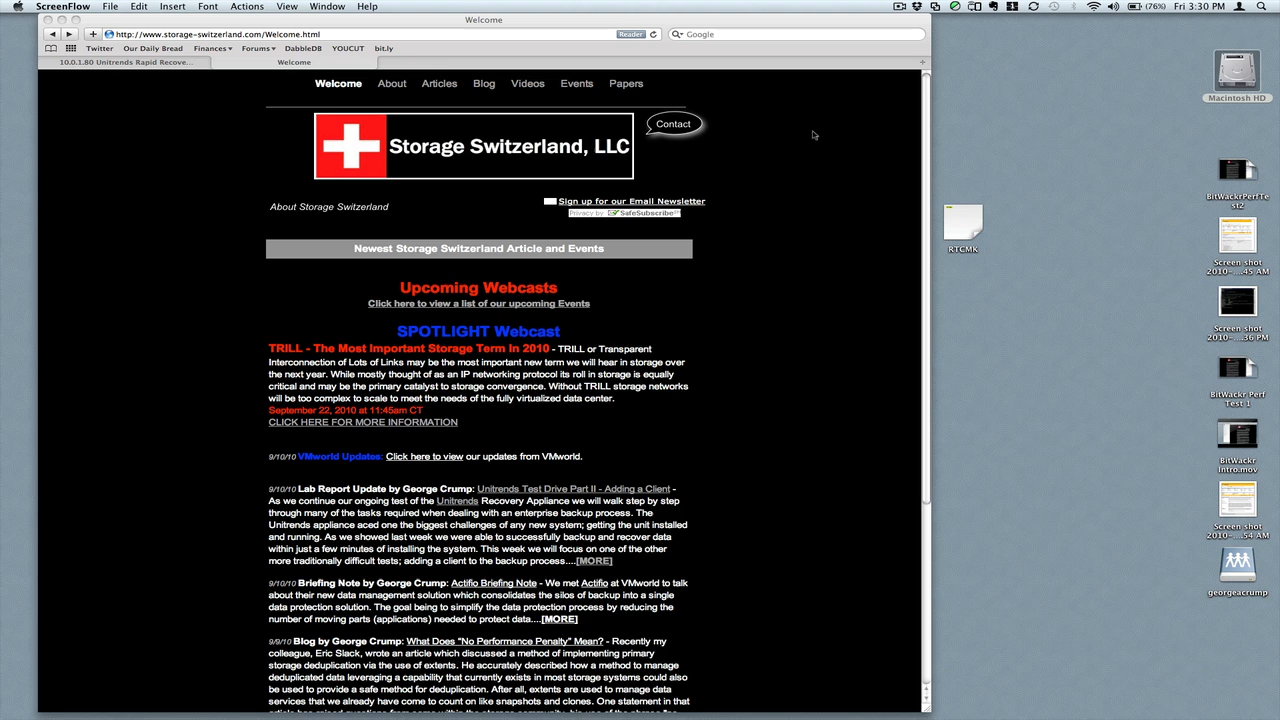 ScreenFlow File Edit Insert Font Actions View Window Help (76%) Fri 3:30 PM
Welcome
http://www.storage-switzerland.com/Welcome.html Reader Google
Twitter Our Daily Bread Finances Forums DabbleDB YOUCUT bit.ly
10.0.1.80 Unitrends Rapid Recove... Welcome
Welcome About Articles Blog Videos Events Papers
Contact
Storage Switzerland, LLC
About Storage Switzerland
Sign up for our Email Newsletter
Privacy by SafeSubscribe
Newest Storage Switzerland Article and Events
Upcoming Webcasts
Click here to view a list of our upcoming Events
SPOTLIGHT Webcast
TRILL - The Most Important Storage Term In 2010 - TRILL or Transparent
Interconnection of Lots of Links may be the most important new term we will hear in storage over
the next year. While mostly thought of as an IP networking protocol its roll in storage is equally
critical and may be the primary catalyst to storage convergence. Without TRILL storage networks
will be too complex to scale to meet the needs of the fully virtualized data center.
September 22, 2010 at 11:45am CT
CLICK HERE FOR MORE INFORMATION
9/10/10 VMworld Updates: Click here to view our updates from VMworld.
9/10/10 Lab Report Update by George Crump: Unitrends Test Drive Part II - Adding a Client -
As we continue our ongoing test of the Unitrends Recovery Appliance we will walk step by step
through many of the tasks required when dealing with an enterprise backup process. The
Unitrends appliance aced one the biggest challenges of any new system; getting the unit installed
and running. As we showed last week we were able to successfully backup and recover data
within just a few minutes of installing the system. This week we will focus on one of the other
more traditionally difficult tests; adding a client to the backup process....[MORE]
9/10/10 Briefing Note by George Crump: Actifio Briefing Note - We met Actifio at VMworld to talk
about their new data management solution which consolidates the silos of backup into a single
data protection solution. The goal being to simplify the data protection process by reducing the
number of moving parts (applications) needed to protect data....[MORE]
9/9/10 Blog by George Crump: What Does "No Performance Penalty" Mean? - Recently my
colleague, Eric Slack, wrote an article which discussed a method of implementing primary
storage deduplication via the use of extents. He accurately described how a method to manage
deduplicated data leveraging a capability that currently exists in most storage systems could also
be used to provide a safe method for deduplication. After all, extents are used to manage data
services that we already have come to count on like snapshots and clones. One statement in that
Macintosh HD
BitWackrPerfTe
st2
RTCMK
Screen shot
2010-....45 AM
Screen shot
2010-....36 PM
BitWackr Perf
Test 1
BitWackr
Intro.mov
Screen shot
2010-....54 AM
georgeacrump